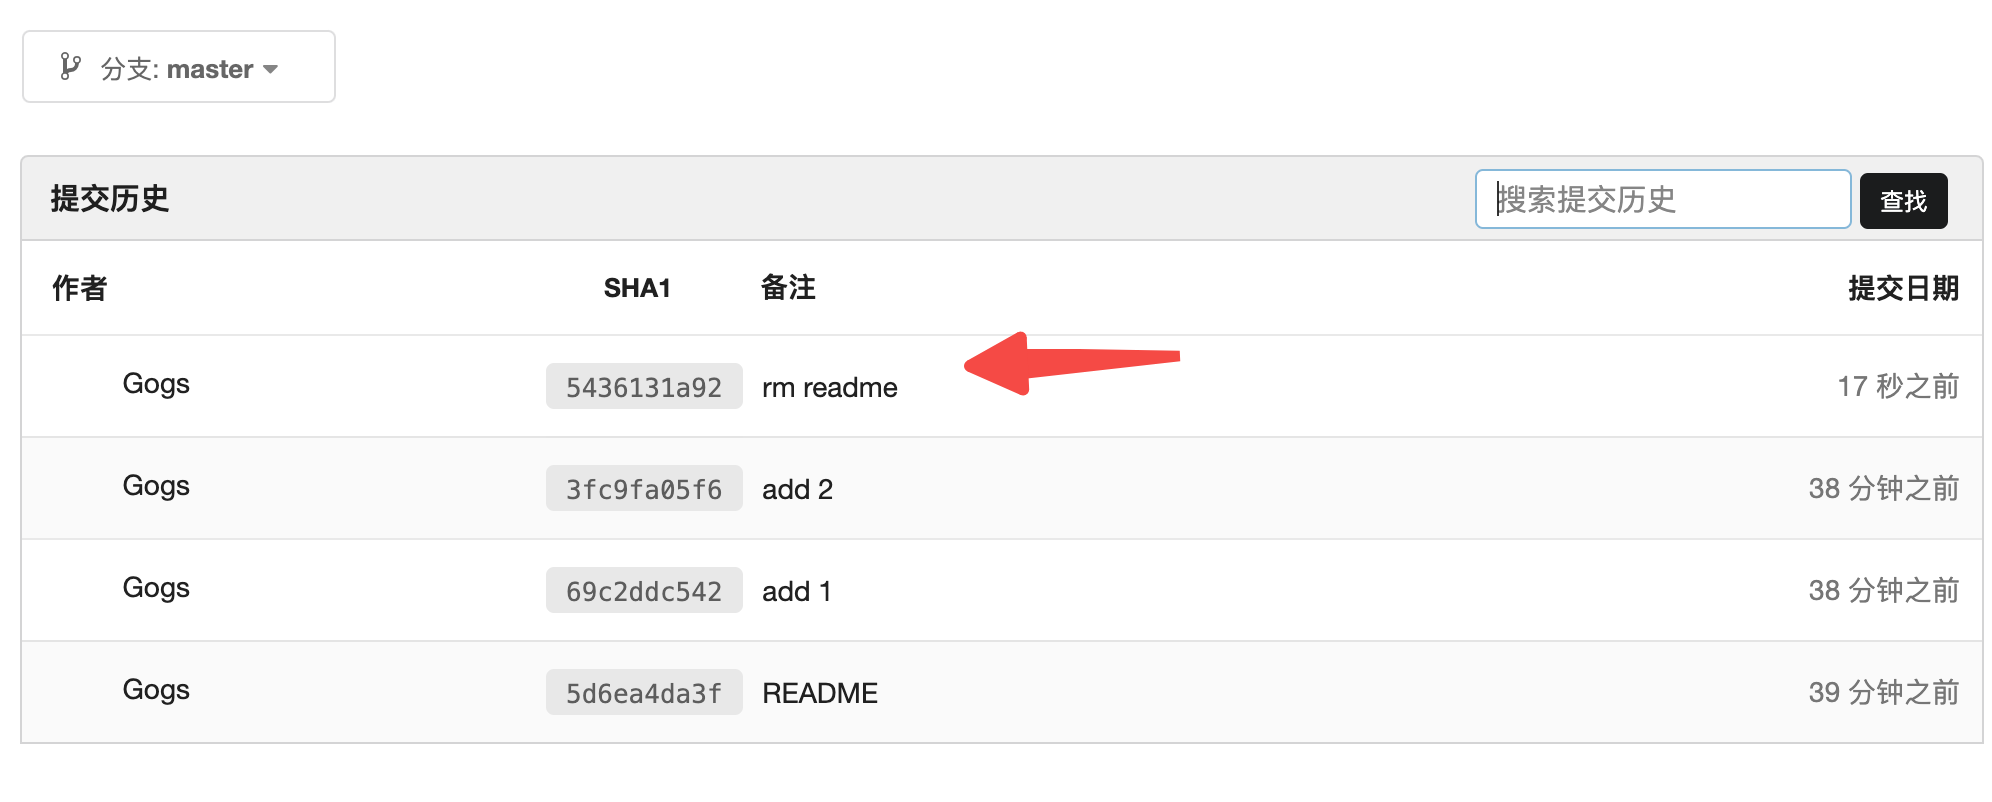 分支: master
提交历史 搜索提交历史 查找
作者 SHA1 备注 提交日期
Gogs 5436131a92 rm readme 17 秒之前
Gogs 3fc9fa05f6 add 2 38 分钟之前
Gogs 69c2ddc542 add 1 38 分钟之前
Gogs 5d6ea4da3f README 39 分钟之前